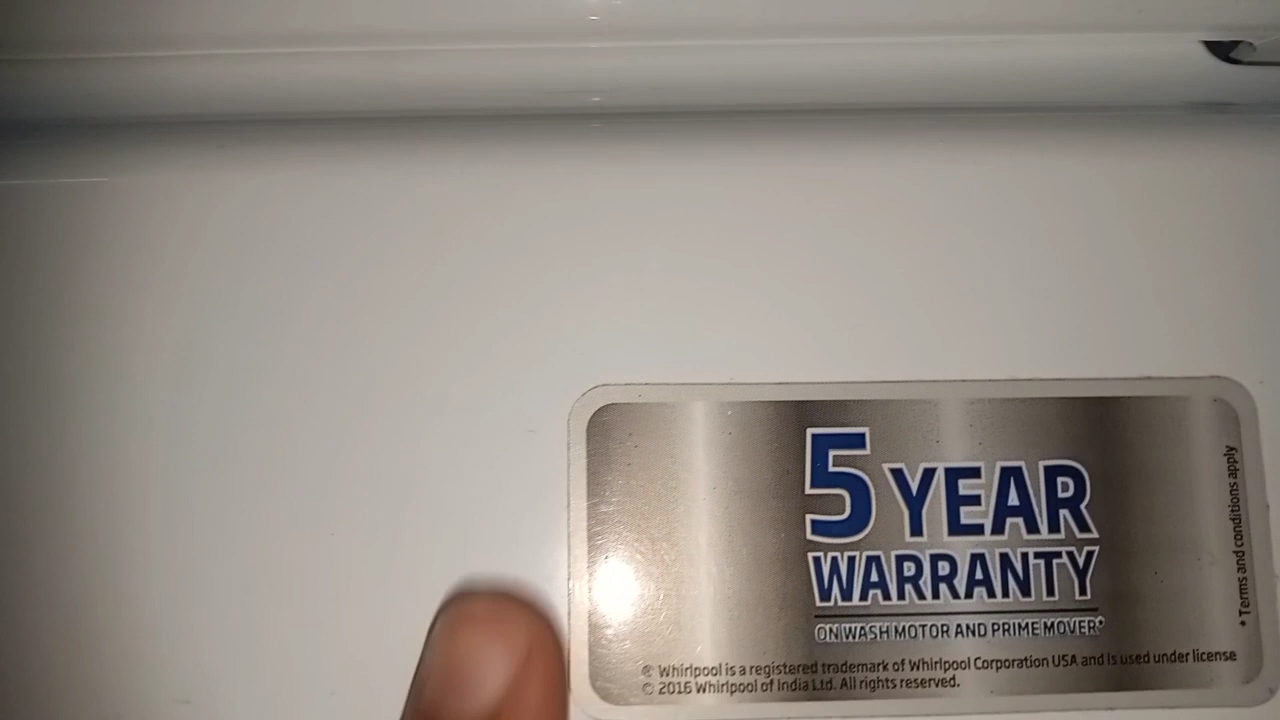 5 YEAR
WARRANTY
ON WASH MOTOR AND PRIME MOVER*
® Whirlpool is a registered trademark of Whirlpool Corporation USA and is used under license
© 2016 Whirlpool of India Ltd. All rights reserved.
* Terms and conditions apply